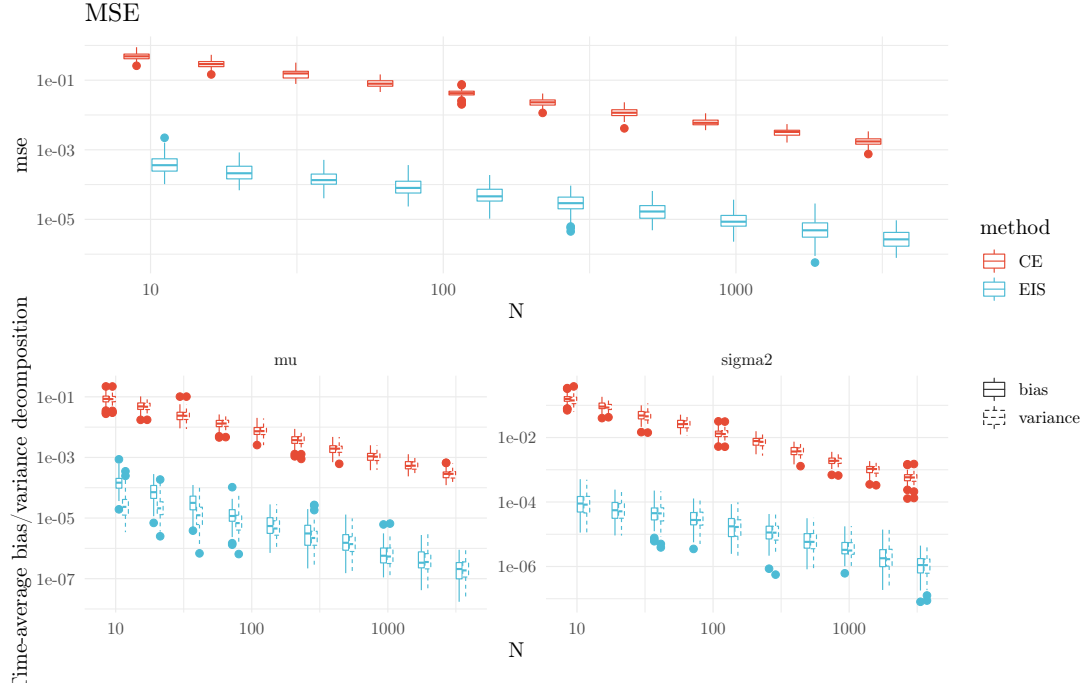 MSE
mse
1e-01
1e-03
1e-05
10
100
1000
N
method
CE
EIS
bias
variance
Time-average bias/variance decomposition
mu
1e-01
1e-03
1e-05
1e-07
10
100
1000
sigma2
1e-02
1e-04
1e-06
10
100
1000
N